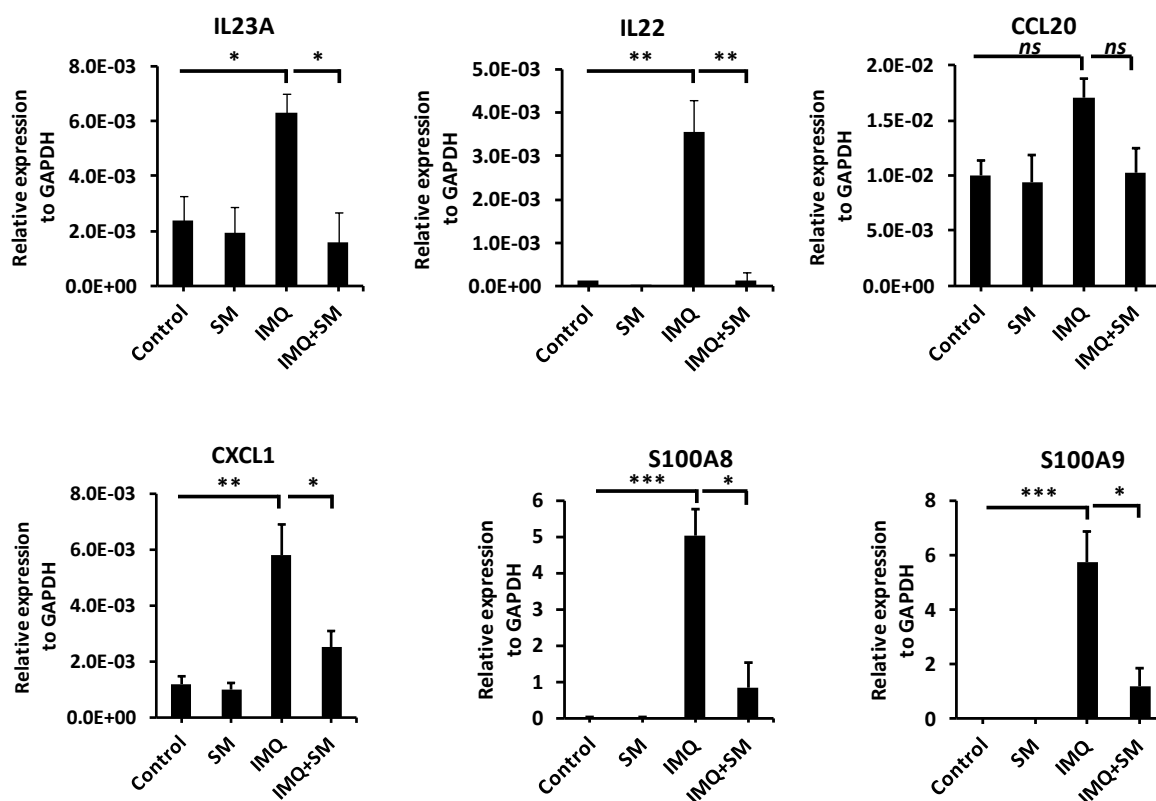 IL23A
* *
8.0E-03
6.0E-03
4.0E-03
2.0E-03
0.0E+00
Relative expression
to GAPDH
Control
SM
IMQ
IMQ+SM
IL22
** **
5.0E-03
4.0E-03
3.0E-03
2.0E-03
1.0E-03
0.0E+00
Relative expression
to GAPDH
Control
SM
IMQ
IMQ+SM
CCL20
ns ns
2.0E-02
1.5E-02
1.0E-02
5.0E-03
0.0E+00
Relative expression
to GAPDH
Control
SM
IMQ
IMQ+SM
CXCL1
** *
8.0E-03
6.0E-03
4.0E-03
2.0E-03
0.0E+00
Relative expression
to GAPDH
Control
SM
IMQ
IMQ+SM
S100A8
*** *
6
5
4
3
2
1
0
Relative expression
to GAPDH
Control
SM
IMQ
IMQ+SM
S100A9
*** *
8
6
4
2
0
Relative expression
to GAPDH
Control
SM
IMQ
IMQ+SM